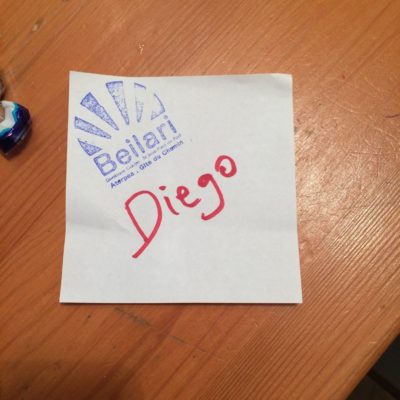 Beilari
Aterpea . Gîte du Chemin
Diego